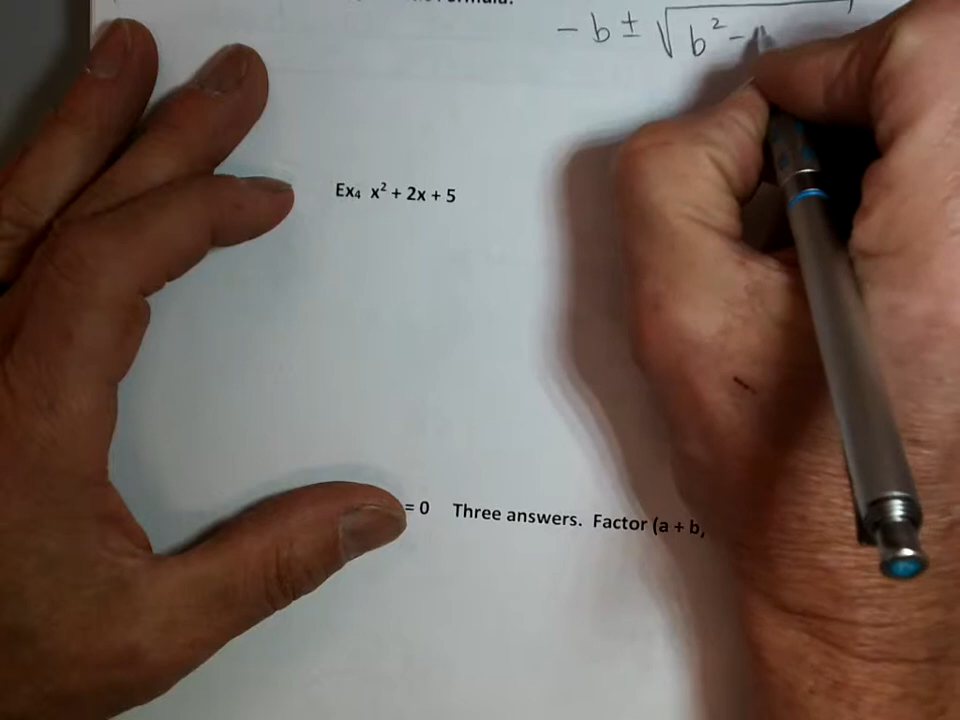 − b ± √b² −
Ex₄ x² + 2x + 5
= 0 Three answers. Factor (a + b,